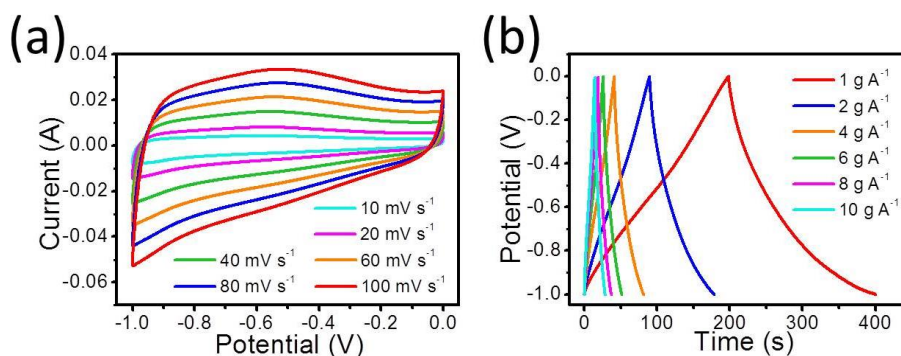 (a)
0.04
0.02
0.00
-0.02
-0.04
-0.06
Current (A)
10 mV s⁻¹
20 mV s⁻¹
40 mV s⁻¹ 60 mV s⁻¹
80 mV s⁻¹ 100 mV s⁻¹
-1.0 -0.8 -0.6 -0.4 -0.2 0.0
Potential (V)
(b)
0.0
-0.2
-0.4
-0.6
-0.8
-1.0
Potential (V)
1 g A⁻¹
2 g A⁻¹
4 g A⁻¹
6 g A⁻¹
8 g A⁻¹
10 g A⁻¹
0 100 200 300 400
Time (s)